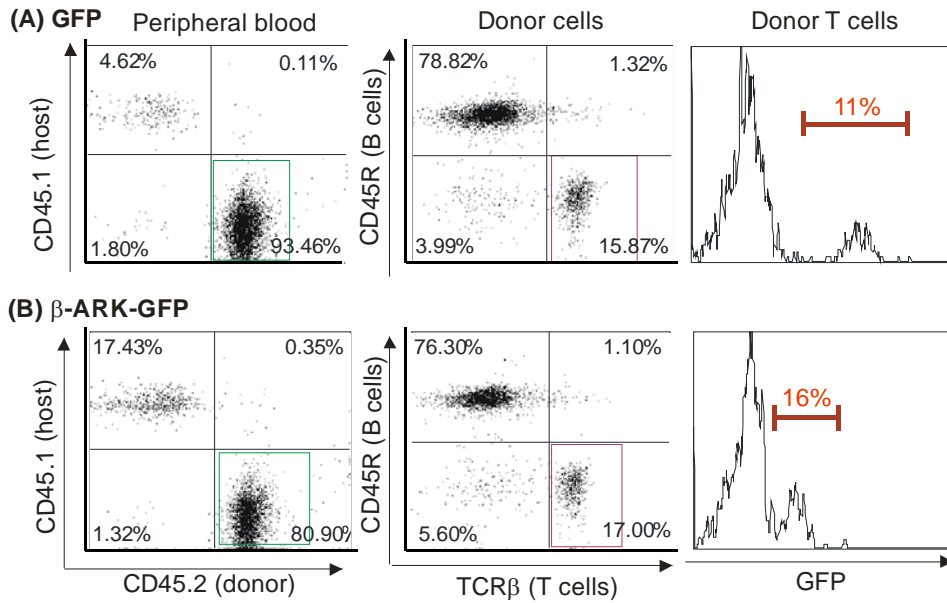 (A) GFP
Peripheral blood
Donor cells
Donor T cells
CD45.1 (host)
4.62%
0.11%
1.80%
93.46%
CD45R (B cells)
78.82%
1.32%
3.99%
15.87%
11%
(B) β-ARK-GFP
CD45.1 (host)
17.43%
0.35%
1.32%
80.90%
CD45.2 (donor)
CD45R (B cells)
76.30%
1.10%
5.60%
17.00%
TCRβ (T cells)
16%
GFP